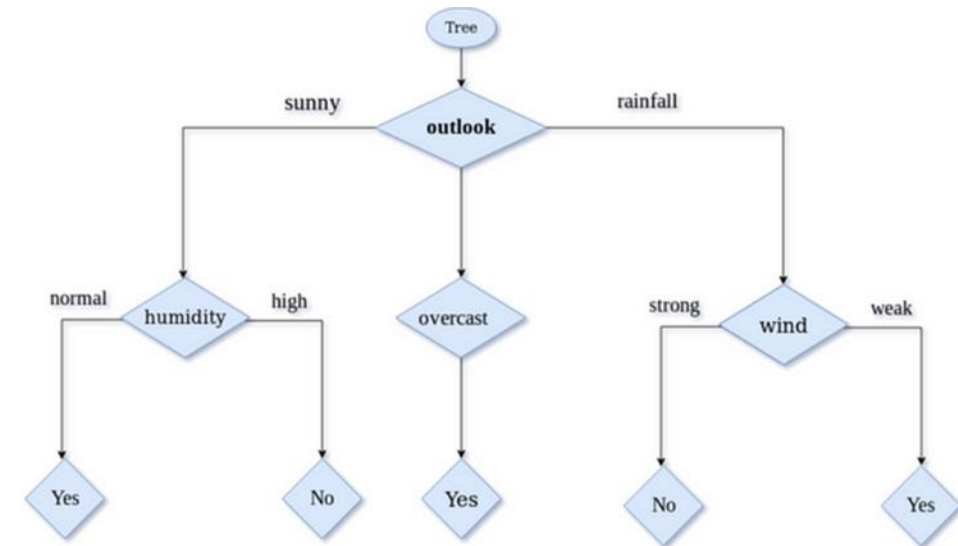 Tree
sunny
rainfall
outlook
normal
high
humidity
overcast
strong
weak
wind
Yes
No
Yes
No
Yes